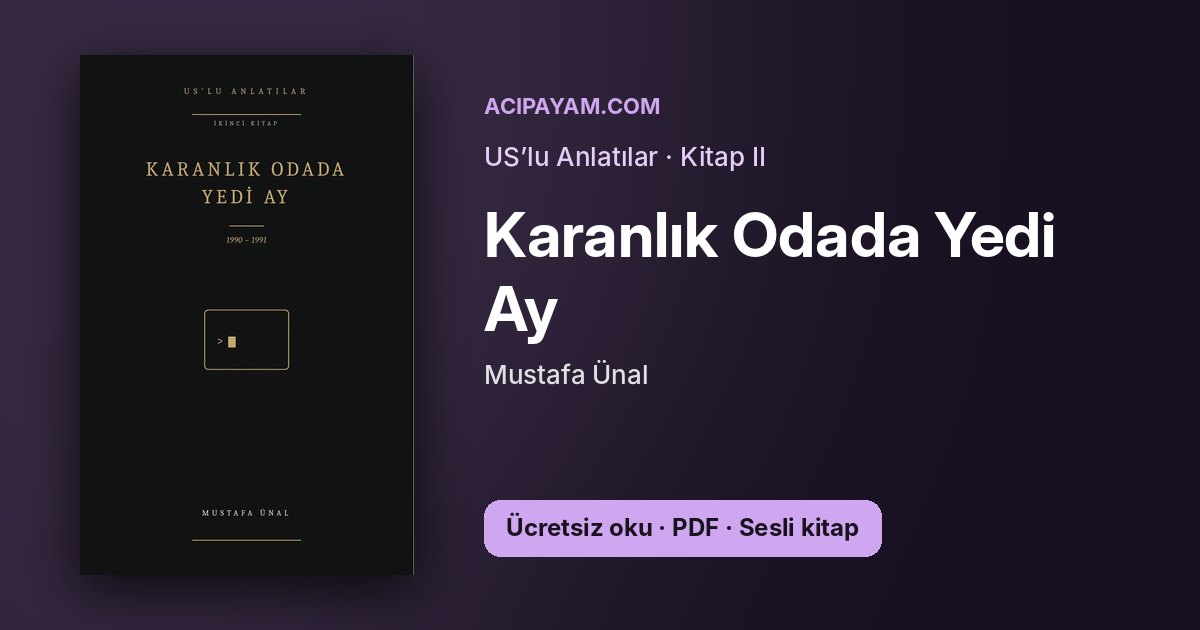 US'LU ANLATILAR
İKİNCİ KİTAP
KARANLIK ODADA
YEDİ AY
1990 – 1991
>
MUSTAFA ÜNAL
ACIPAYAM.COM
US’lu Anlatılar · Kitap II
Karanlık Odada Yedi
Ay
Mustafa Ünal
Ücretsiz oku · PDF · Sesli kitap